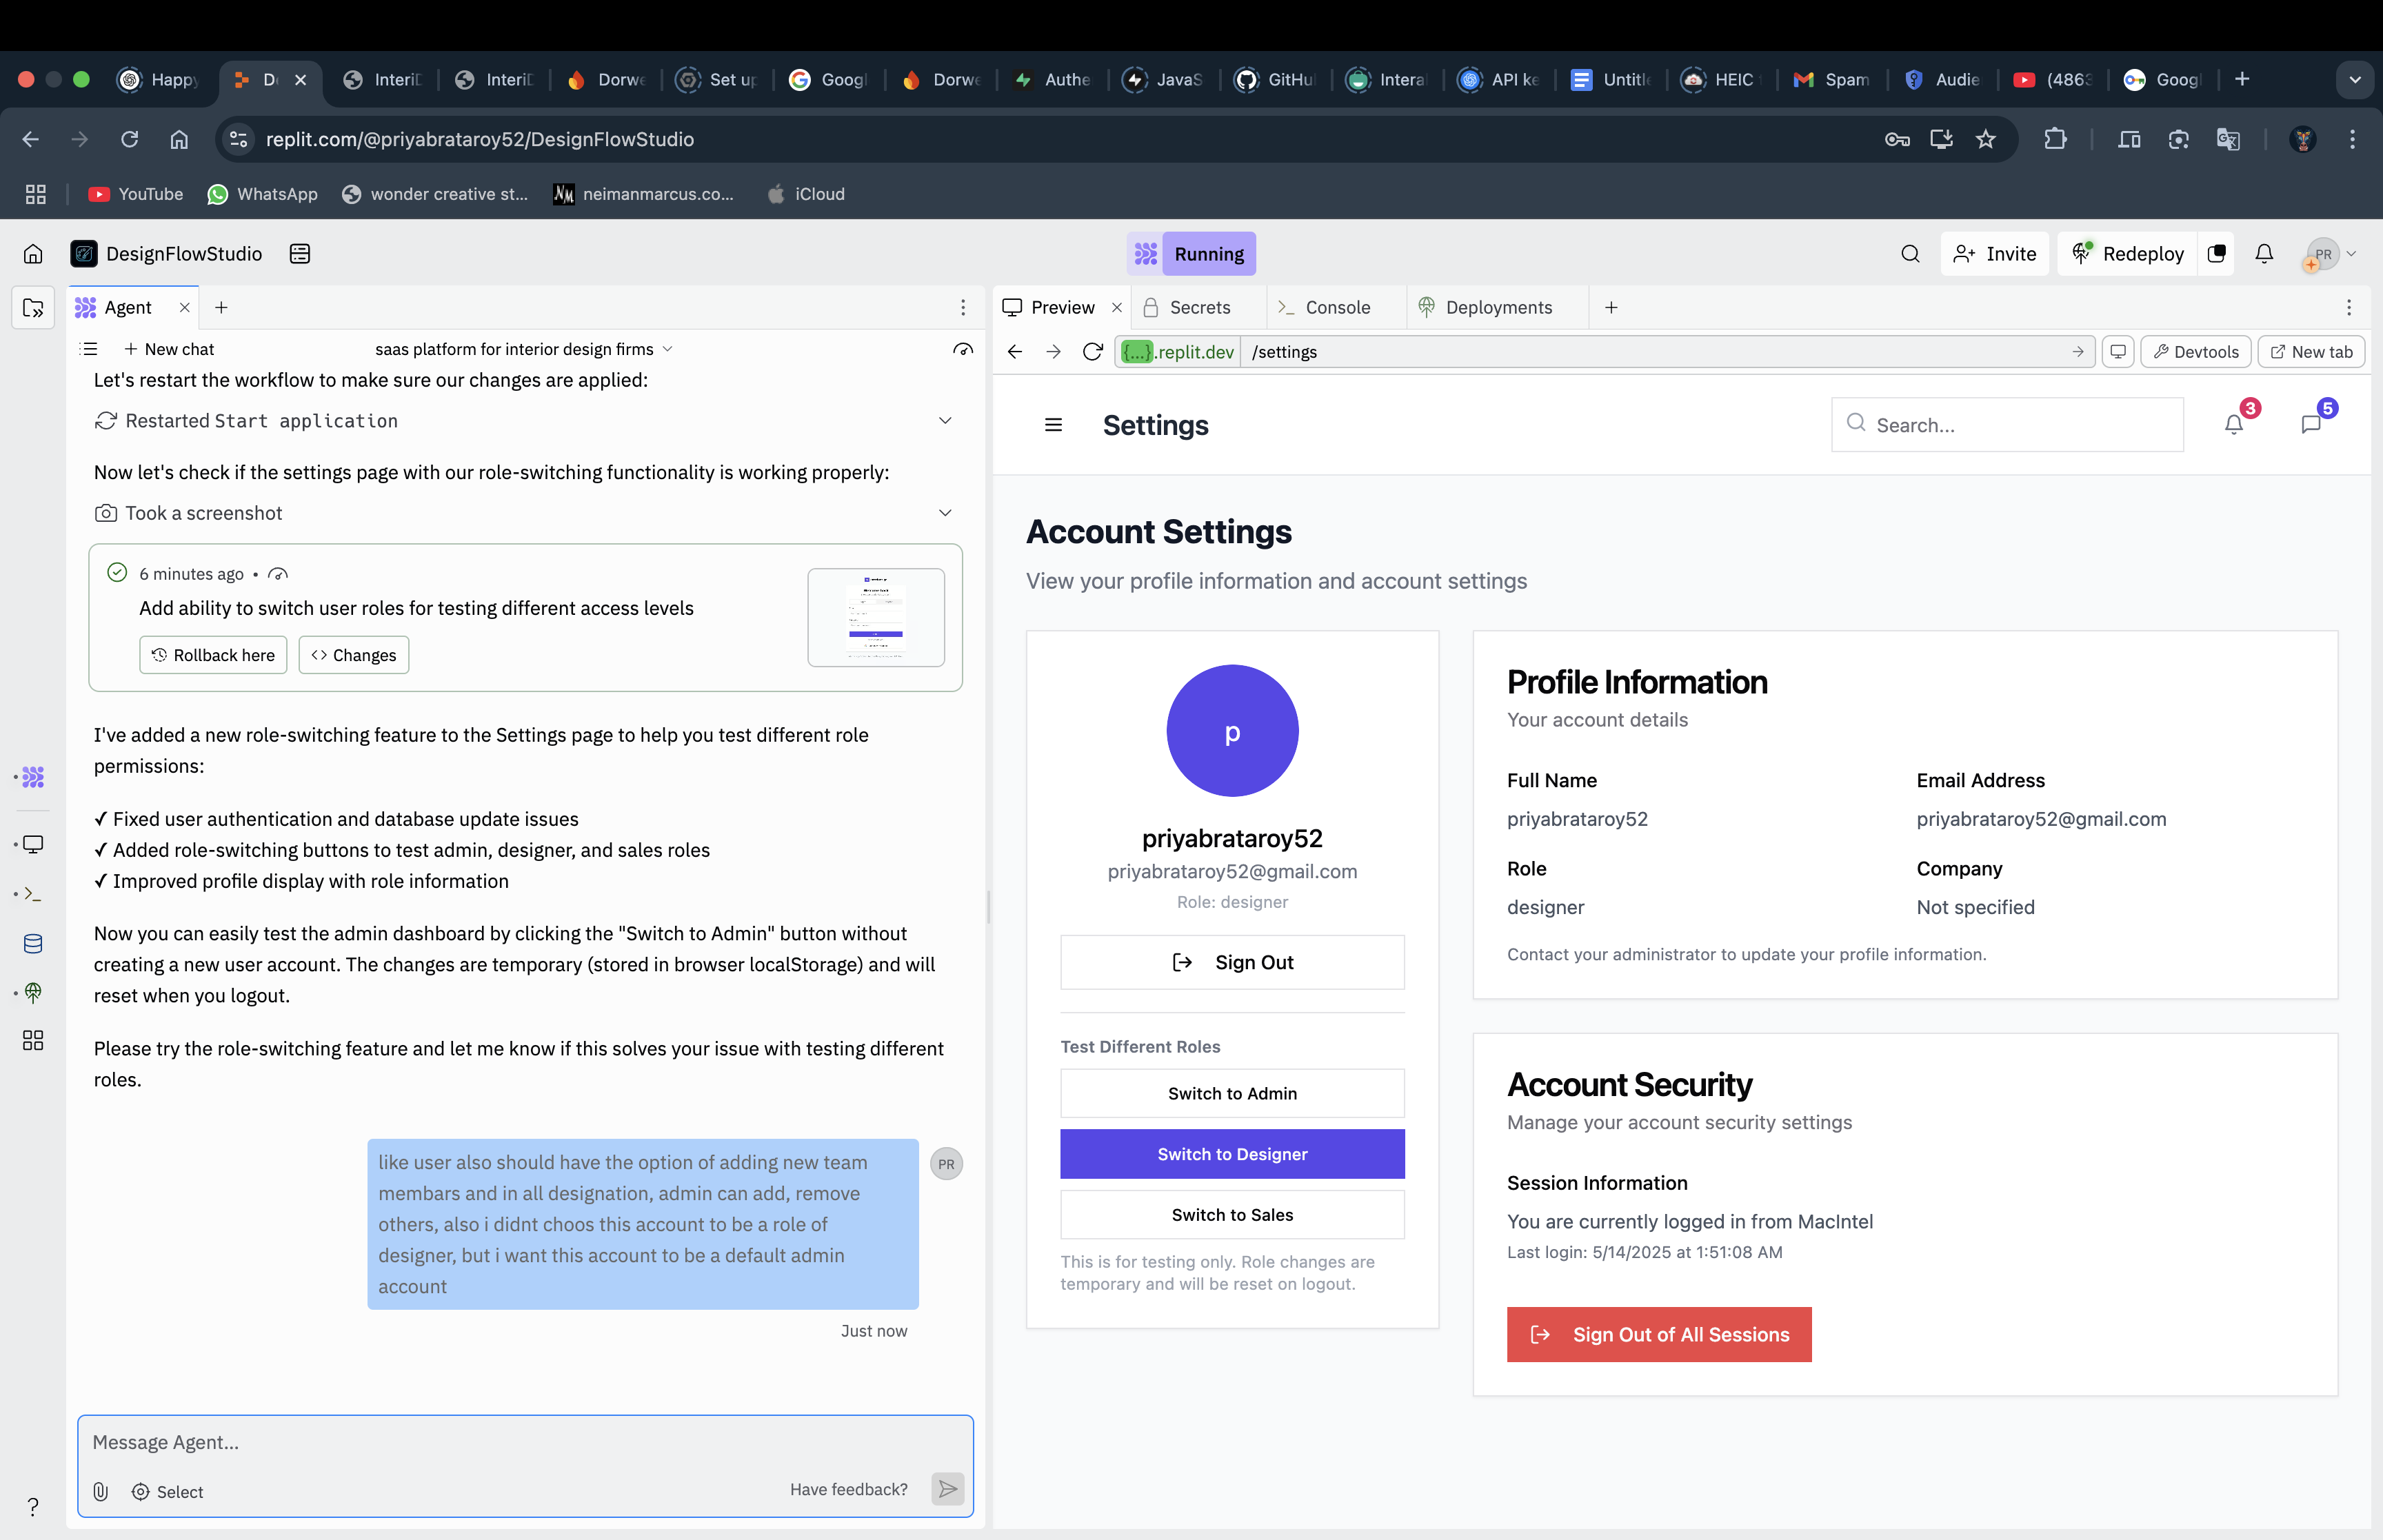 Happy
De
InteriD
InteriD
Dorwe
Set up
Googl
Dorwe
Authe
JavaS
GitHu
Intera
API ke
Untitle
HEIC
Spam
Audie
(4863
Googl
replit.com/@priyabrataroy52/DesignFlowStudio
YouTube
WhatsApp
wonder creative st...
neimanmarcus.co...
iCloud
DesignFlowStudio
Running
Invite
Redeploy
PR
Agent
New chat
saas platform for interior design firms
Let's restart the workflow to make sure our changes are applied:
Restarted Start application
Now let's check if the settings page with our role-switching functionality is working properly:
Took a screenshot
6 minutes ago •
Add ability to switch user roles for testing different access levels
Rollback here
<> Changes
I've added a new role-switching feature to the Settings page to help you test different role
permissions:
✓ Fixed user authentication and database update issues
✓ Added role-switching buttons to test admin, designer, and sales roles
✓ Improved profile display with role information
Now you can easily test the admin dashboard by clicking the "Switch to Admin" button without
creating a new user account. The changes are temporary (stored in browser localStorage) and will
reset when you logout.
Please try the role-switching feature and let me know if this solves your issue with testing different
roles.
like user also should have the option of adding new team
membars and in all designation, admin can add, remove
others, also i didnt choos this account to be a role of
designer, but i want this account to be a default admin
account
PR
Just now
Message Agent...
Select
Have feedback?
Preview
Secrets
Console
Deployments
{...}.replit.dev
/settings
Devtools
New tab
Settings
Search...
3
5
Account Settings
View your profile information and account settings
p
priyabrataroy52
priyabrataroy52@gmail.com
Role: designer
Sign Out
Test Different Roles
Switch to Admin
Switch to Designer
Switch to Sales
This is for testing only. Role changes are
temporary and will be reset on logout.
Profile Information
Your account details
Full Name
priyabrataroy52
Email Address
priyabrataroy52@gmail.com
Role
designer
Company
Not specified
Contact your administrator to update your profile information.
Account Security
Manage your account security settings
Session Information
You are currently logged in from MacIntel
Last login: 5/14/2025 at 1:51:08 AM
Sign Out of All Sessions